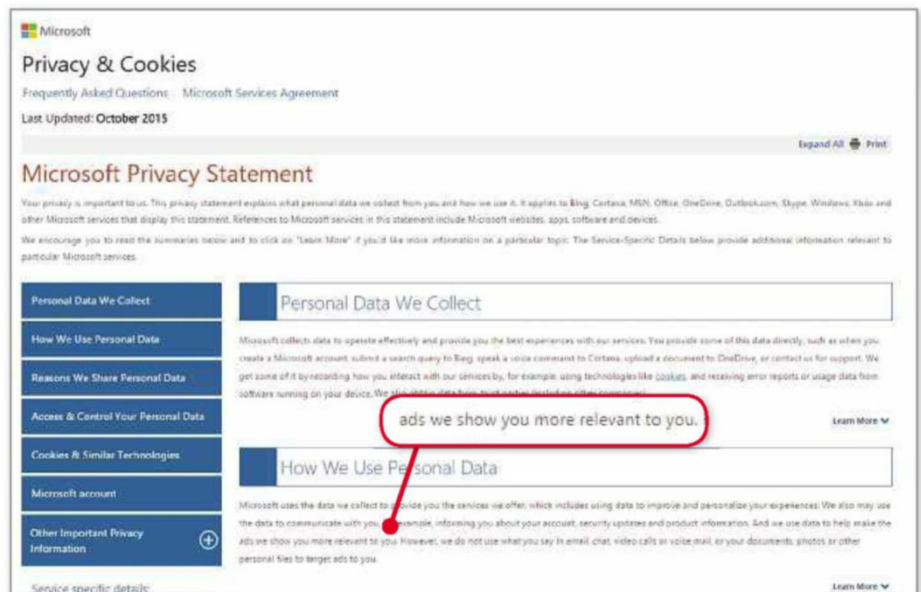 Microsoft
Privacy & Cookies
Frequently Asked Questions Microsoft Services Agreement
Last Updated: October 2015
Expand All Print
Microsoft Privacy Statement
Your privacy is important to us. This privacy statement explains what personal data we collect from you and how we use it. It applies to Bing, Cortana, MSN, Office, OneDrive, Outlook.com, Skype, Windows, Xbox and
other Microsoft services that display this statement. References to Microsoft services in this statement include Microsoft websites, apps, software and devices.
We encourage you to read the summaries below and to click on "Learn More" if you'd like more information on a particular topic. The Service-Specific Details below provide additional information relevant to
particular Microsoft services.
Personal Data We Collect
How We Use Personal Data
Reasons We Share Personal Data
Access & Control Your Personal Data
Cookies & Similar Technologies
Microsoft account
Other Important Privacy
Information
Service specific details:
Personal Data We Collect
Microsoft collects data to operate effectively and provide you the best experiences with our services. You provide some of this data directly, such as when you
create a Microsoft account, submit a search query to Bing, speak a voice command to Cortana, upload a document to OneDrive, or contact us for support. We
get some of it by recording how you interact with our services by, for example, using technologies like cookies, and receiving error reports or usage data from
software running on your device. We also obtain data from third parties (including other companies).
ads we show you more relevant to you.
Learn More
How We Use Personal Data
Microsoft uses the data we collect to provide you the services we offer, which includes using data to improve and personalize your experiences. We also may use
the data to communicate with you, example, informing you about your account, security updates and product information. And we use data to help make the
ads we show you more relevant to you. However, we do not use what you say in email, chat, video calls or voice mail, or your documents, photos or other
personal files to target ads to you.
Learn More